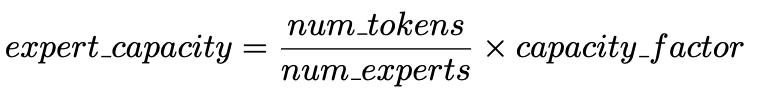 expert_capacity = num_tokens / num_experts × capacity_factor